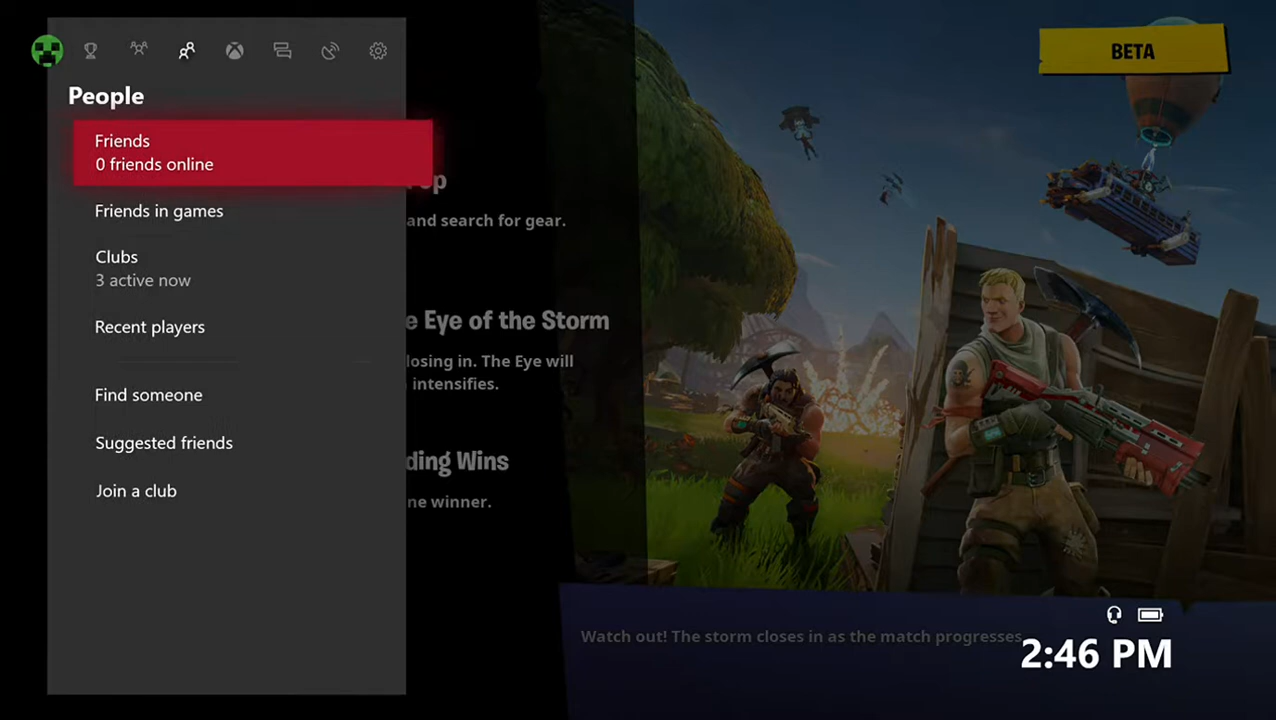 People
Friends
0 friends online
Friends in games
Clubs
3 active now
Recent players
Find someone
Suggested friends
Join a club
and search for gear.
Eye of the Storm
losing in. The Eye will
intensifies.
Wins
ne winner.
BETA
Watch out! The storm closes in as the match progresses
2:46 PM